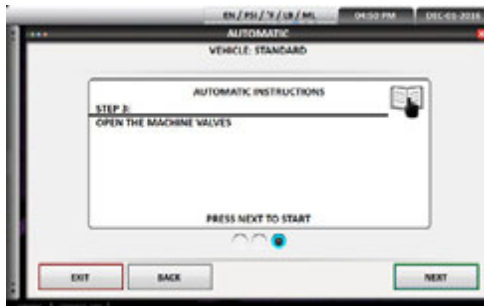 EN / PSI / °F / LB / ML 04:50 PM DEC-01-2016
AUTOMATIC
VEHICLE: STANDARD
AUTOMATIC INSTRUCTIONS
STEP 3:
OPEN THE MACHINE VALVES
PRESS NEXT TO START
EXIT BACK NEXT